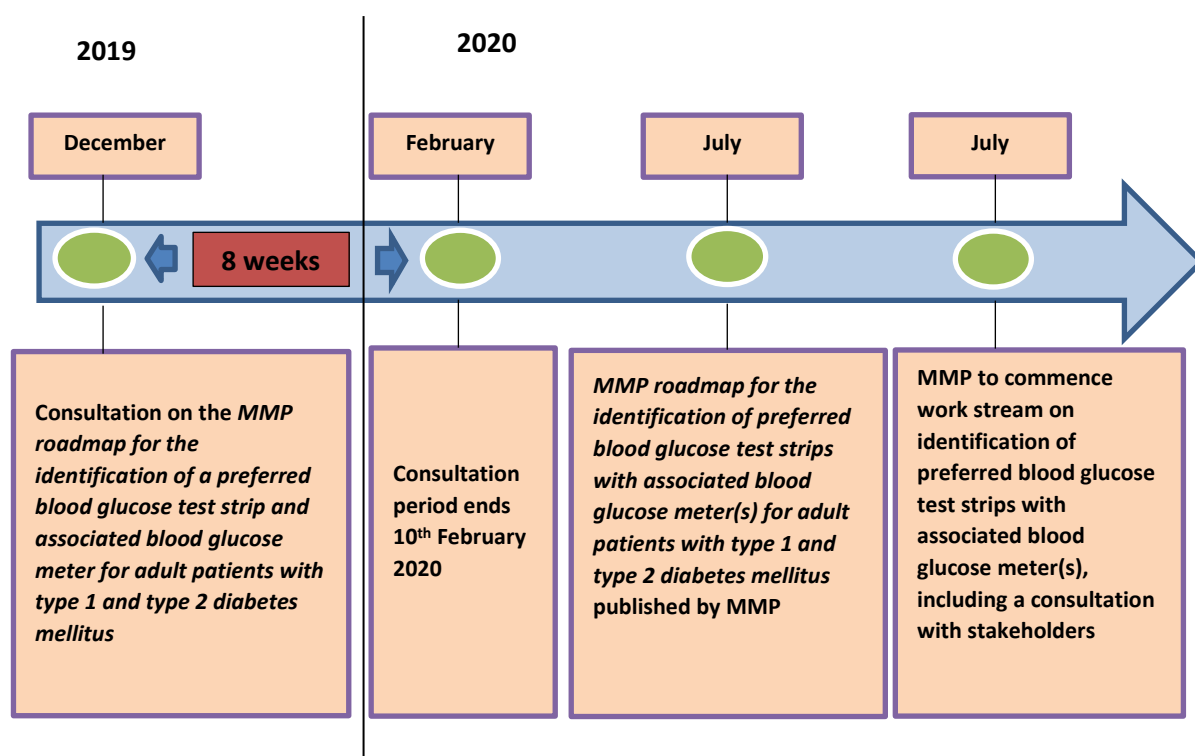 2019
2020
December
February
July
July
8 weeks
Consultation on the MMP
roadmap for the
identification of a preferred
blood glucose test strip and
associated blood glucose
meter for adult patients with
type 1 and type 2 diabetes
mellitus
Consultation
period ends
10th February
2020
MMP roadmap for the
identification of preferred
blood glucose test strips
with associated blood
glucose meter(s) for adult
patients with type 1 and
type 2 diabetes mellitus
published by MMP
MMP to commence
work stream on
identification of
preferred blood glucose
test strips with
associated blood
glucose meter(s),
including a consultation
with stakeholders